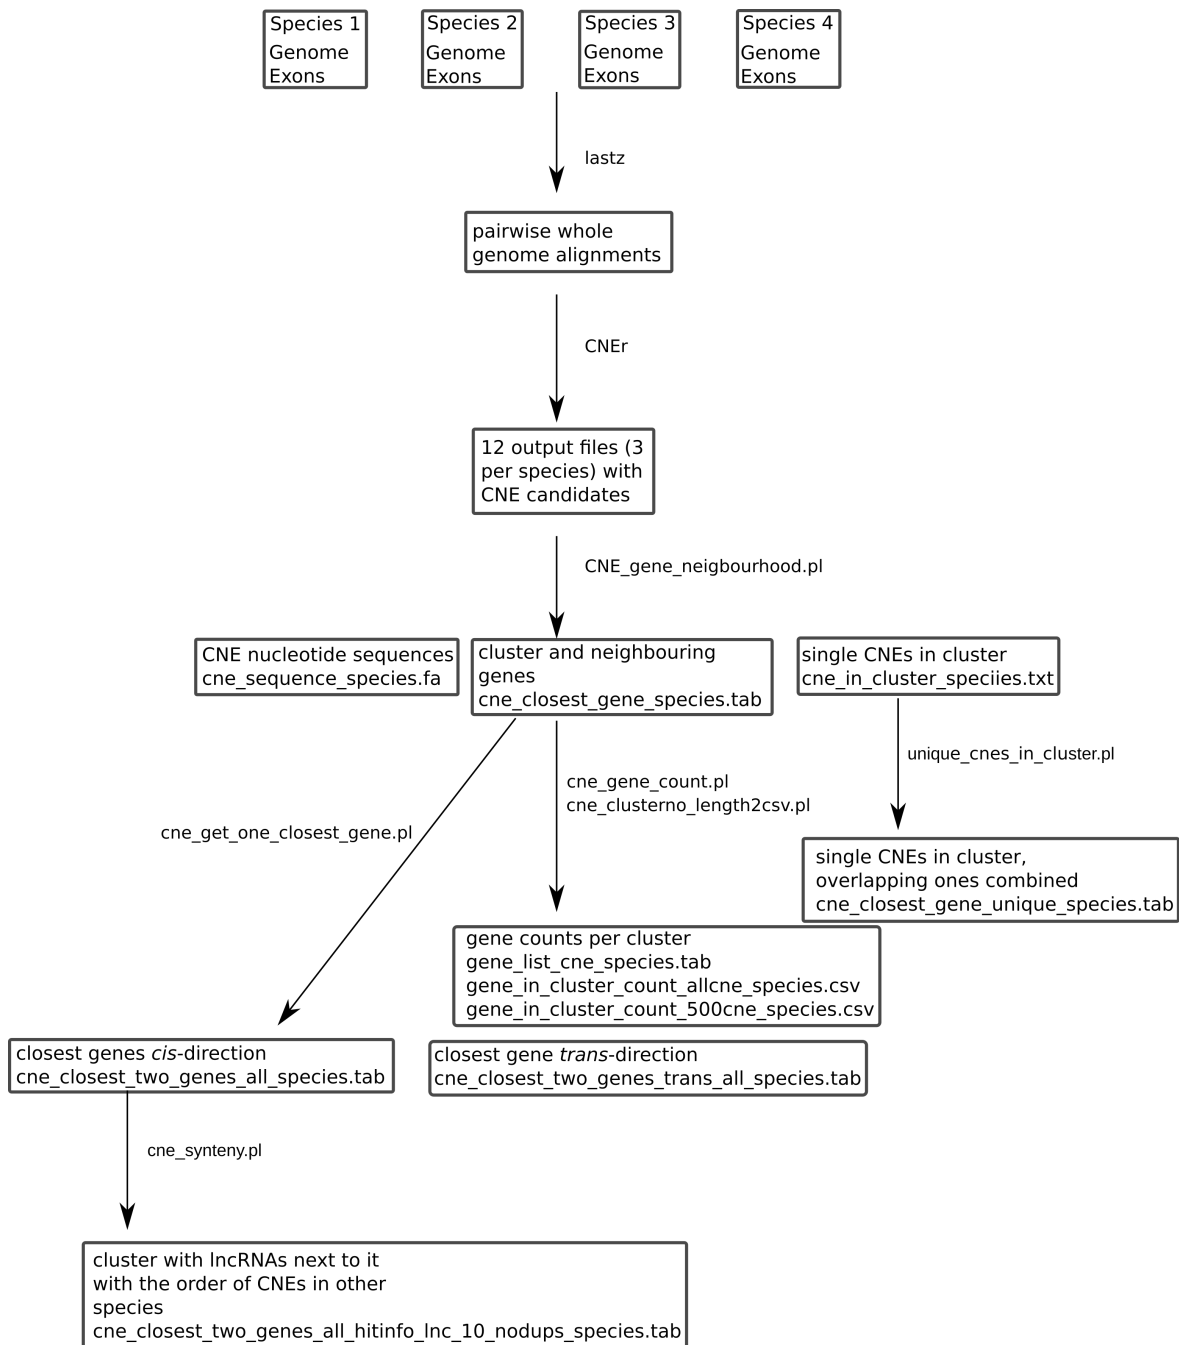 Species 1
Genome
Exons
Species 2
Genome
Exons
Species 3
Genome
Exons
Species 4
Genome
Exons
lastz
pairwise whole
genome alignments
CNEr
12 output files (3
per species) with
CNE candidates
CNE_gene_neigbourhood.pl
CNE nucleotide sequences
cne_sequence_species.fa
cluster and neighbouring
genes
cne_closest_gene_species.tab
single CNEs in cluster
cne_in_cluster_speciies.txt
unique_cnes_in_cluster.pl
cne_gene_count.pl
cne_clusterno_length2csv.pl
cne_get_one_closest_gene.pl
single CNEs in cluster,
overlapping ones combined
cne_closest_gene_unique_species.tab
gene counts per cluster
gene_list_cne_species.tab
gene_in_cluster_count_allcne_species.csv
gene_in_cluster_count_500cne_species.csv
closest genes cis-direction
cne_closest_two_genes_all_species.tab
closest gene trans-direction
cne_closest_two_genes_trans_all_species.tab
cne_synteny.pl
cluster with lncRNAs next to it
with the order of CNEs in other
species
cne_closest_two_genes_all_hitinfo_lnc_10_nodups_species.tab